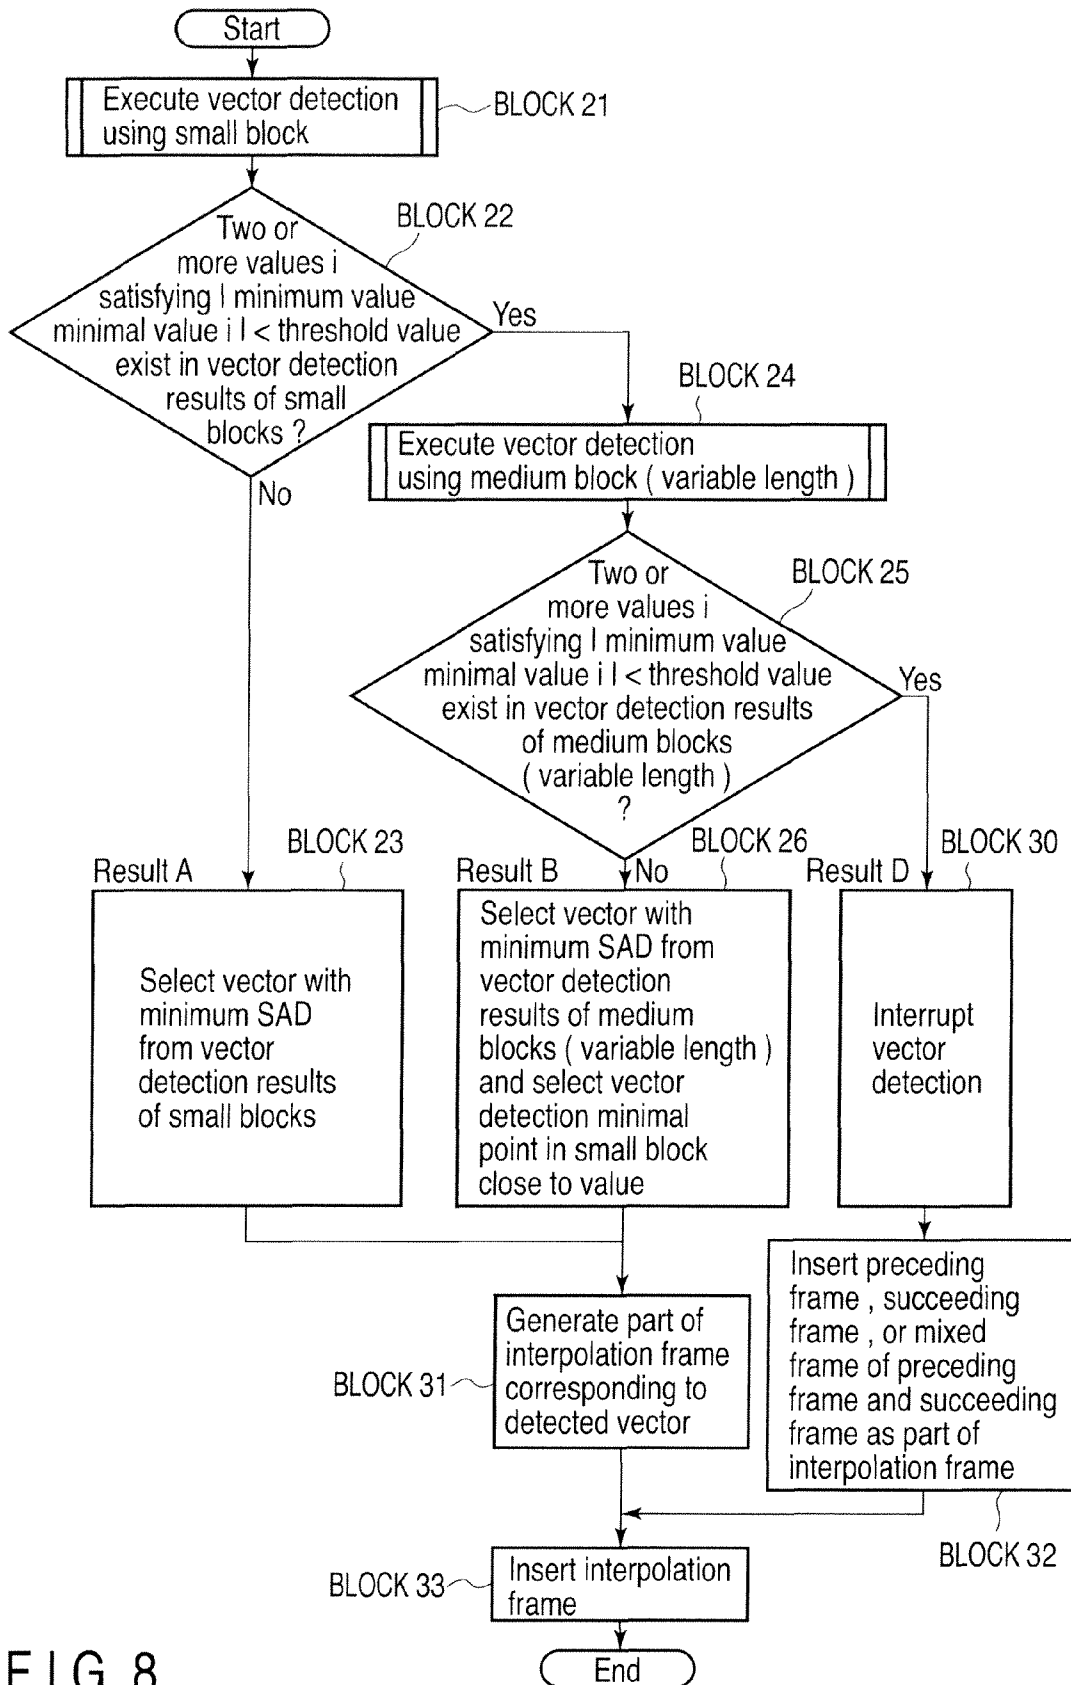 Start
Execute vector detection
using small block
BLOCK 21
BLOCK 22
Two or
more values i
satisfying | minimum value
minimal value i | < threshold value
exist in vector detection
results of small
blocks ?
Yes
No
BLOCK 24
Execute vector detection
using medium block ( variable length )
BLOCK 25
Two or
more values i
satisfying | minimum value
minimal value i | < threshold value
exist in vector detection results
of medium blocks
( variable length )
?
Yes
No
Result A
BLOCK 23
Select vector with
minimum SAD
from vector
detection results
of small blocks
Result B
BLOCK 26
Select vector with
minimum SAD from
vector detection
results of medium
blocks ( variable length )
and select vector
detection minimal
point in small block
close to value
Result D
BLOCK 30
Interrupt
vector
detection
BLOCK 31
Generate part of
interpolation frame
corresponding to
detected vector
Insert preceding
frame , succeeding
frame , or mixed
frame of preceding
frame and succeeding
frame as part of
interpolation frame
BLOCK 32
BLOCK 33
Insert interpolation
frame
End
FIG. 8